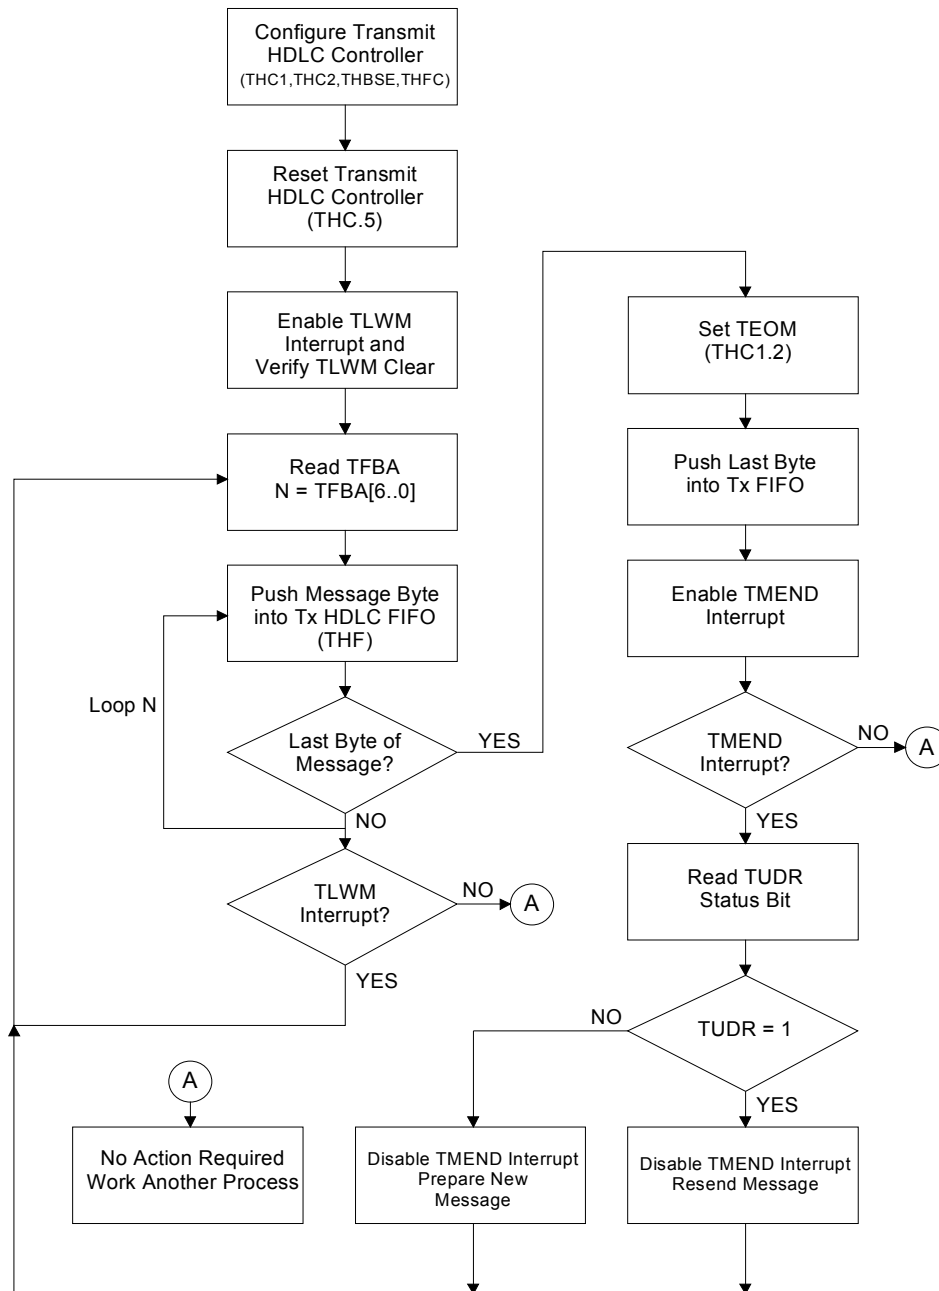 Configure Transmit
HDLC Controller
(THC1,THC2,THBSE,THFC)
Reset Transmit
HDLC Controller
(THC.5)
Enable TLWM
Interrupt and
Verify TLWM Clear
Read TFBA
N = TFBA[6..0]
Push Message Byte
into Tx HDLC FIFO
(THF)
Loop N
Last Byte of
Message?
YES
NO
TLWM
Interrupt?
NO
A
YES
A
No Action Required
Work Another Process
Set TEOM
(THC1.2)
Push Last Byte
into Tx FIFO
Enable TMEND
Interrupt
TMEND
Interrupt?
NO
A
YES
Read TUDR
Status Bit
TUDR = 1
NO
YES
Disable TMEND Interrupt
Prepare New
Message
Disable TMEND Interrupt
Resend Message